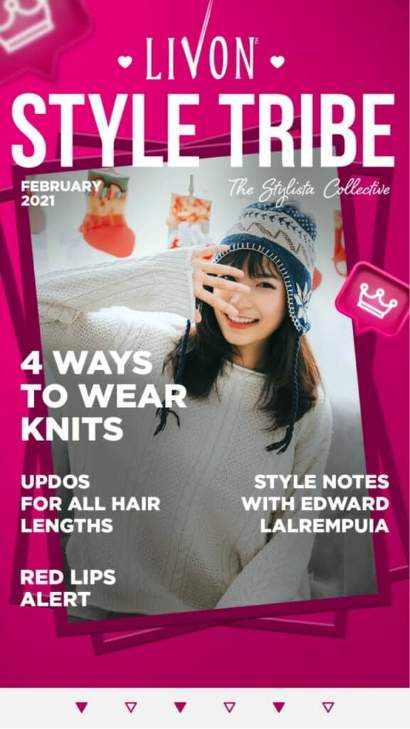 LIVON
STYLE TRIBE
FEBRUARY
2021
The Stylista Collective
4 WAYS
TO WEAR
KNITS
UPDOS
FOR ALL HAIR
LENGTHS
STYLE NOTES
WITH EDWARD
LALREMPUIA
RED LIPS
ALERT